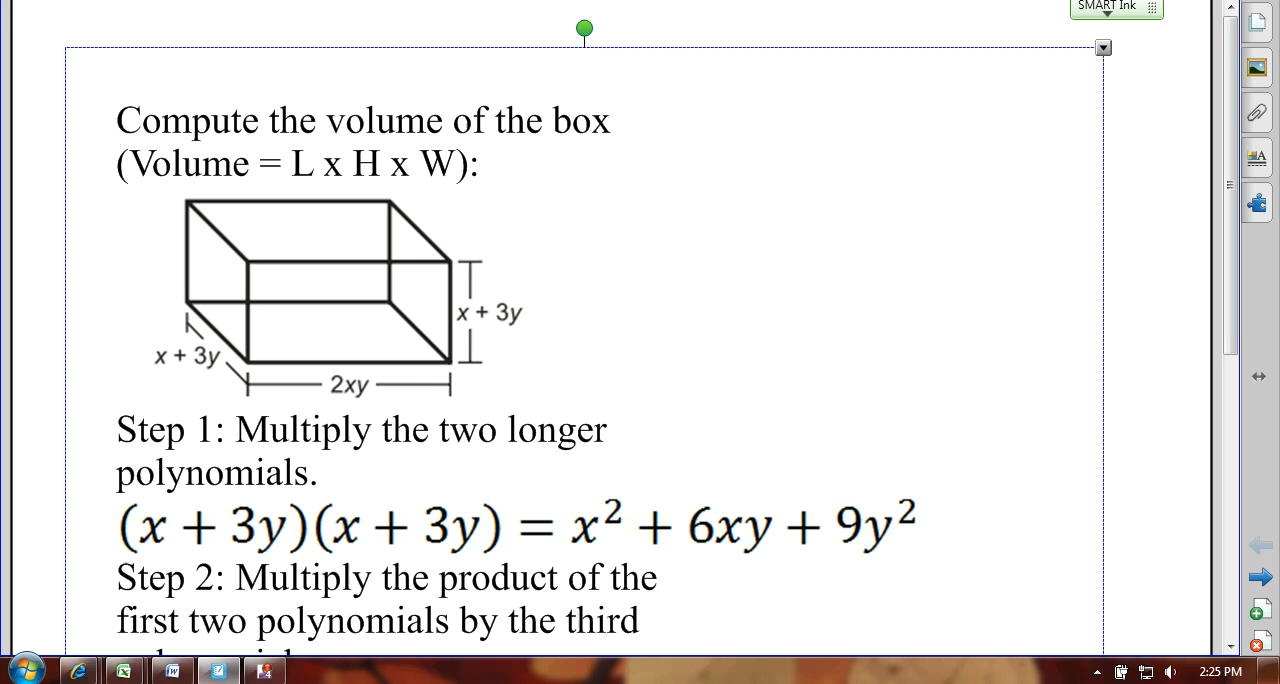 SMART Ink
Compute the volume of the box
(Volume = L x H x W):
x + 3y
x + 3y
2xy
Step 1: Multiply the two longer
polynomials.
(x + 3y)(x + 3y) = x² + 6xy + 9y²
Step 2: Multiply the product of the
first two polynomials by the third
2:25 PM